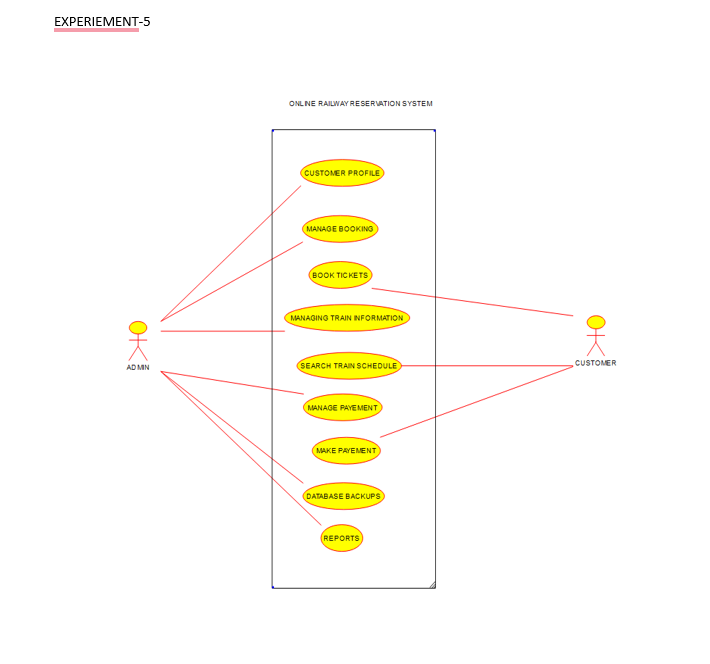 EXPERIEMENT-5
ONLINE RAILWAY RESERVATION SYSTEM
CUSTOMER PROFILE
MANAGE BOOKING
BOOK TICKETS
MANAGING TRAIN INFORMATION
SEARCH TRAIN SCHEDULE
ADMIN
CUSTOMER
MANAGE PAYEMENT
MAKE PAYEMENT
DATABASE BACKUPS
REPORTS